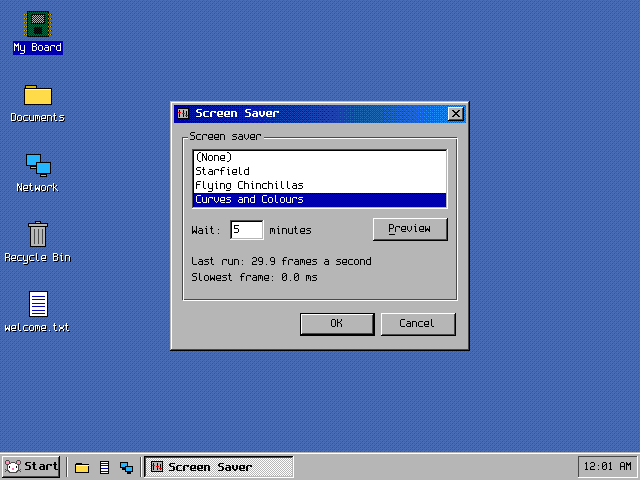 My Board
Documents
Network
Recycle Bin
welcome.txt
Screen Saver
Screen saver
(None)
Starfield
Flying Chinchillas
Curves and Colours
Wait: 5 minutes
Preview
Last run: 29.9 frames a second
Slowest frame: 0.0 ms
OK
Cancel
Start
Screen Saver
12:01 AM